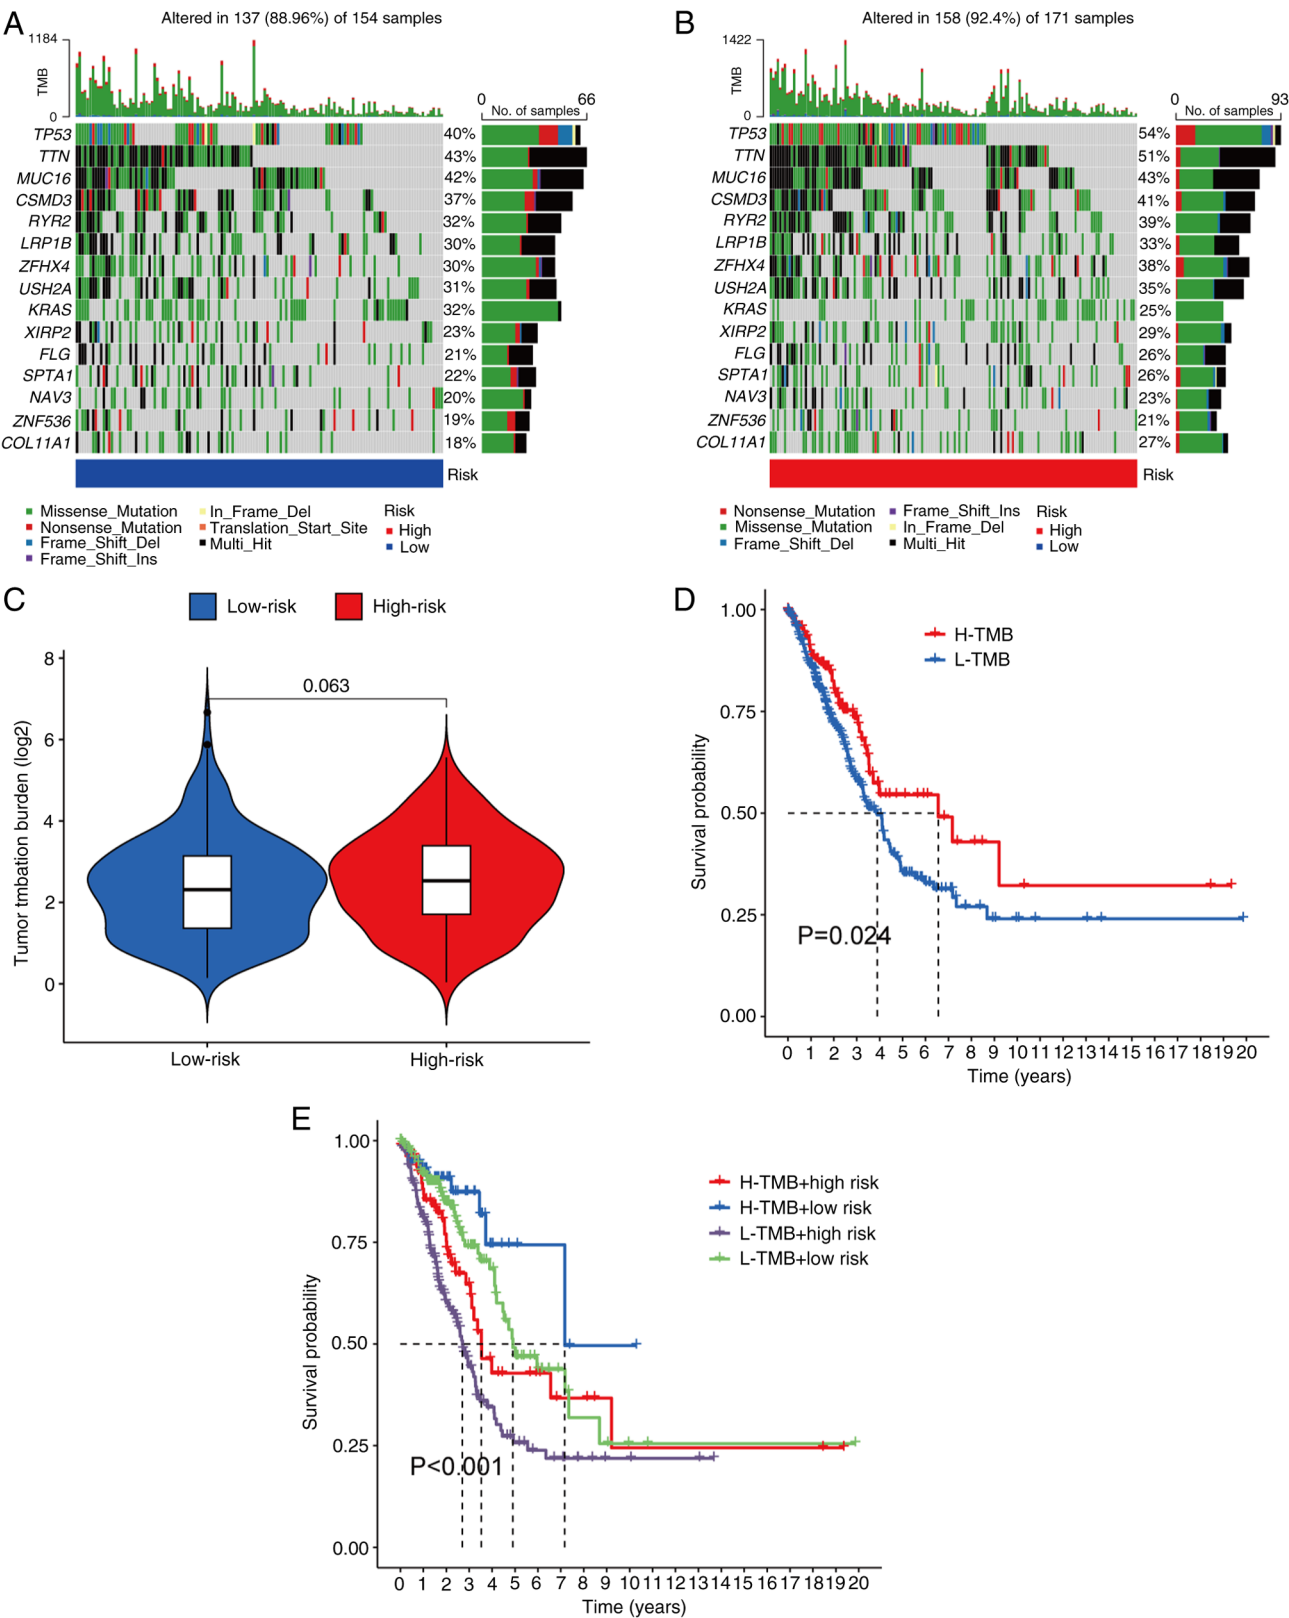 A
Altered in 137 (88.96%) of 154 samples
1184
TMB
0
0 66
No. of samples
TP53 40%
TTN 43%
MUC16 42%
CSMD3 37%
RYR2 32%
LRP1B 30%
ZFHX4 30%
USH2A 31%
KRAS 32%
XIRP2 23%
FLG 21%
SPTA1 22%
NAV3 20%
ZNF536 19%
COL11A1 18%
Risk
Missense_Mutation
Nonsense_Mutation
Frame_Shift_Del
Frame_Shift_Ins
In_Frame_Del
Translation_Start_Site
Multi_Hit
Risk
High
Low
B
Altered in 158 (92.4%) of 171 samples
1422
TMB
0
0 93
No. of samples
TP53 54%
TTN 51%
MUC16 43%
CSMD3 41%
RYR2 39%
LRP1B 33%
ZFHX4 38%
USH2A 35%
KRAS 25%
XIRP2 29%
FLG 26%
SPTA1 26%
NAV3 23%
ZNF536 21%
COL11A1 27%
Risk
Nonsense_Mutation
Missense_Mutation
Frame_Shift_Del
Frame_Shift_Ins
In_Frame_Del
Multi_Hit
Risk
High
Low
C
Low-risk High-risk
Tumor tmbation burden (log2)
8
6
4
2
0
0.063
Low-risk High-risk
D
H-TMB
L-TMB
Survival probability
1.00
0.75
0.50
0.25
0.00
P=0.024
0 1 2 3 4 5 6 7 8 9 10 11 12 13 14 15 16 17 18 19 20
Time (years)
E
H-TMB+high risk
H-TMB+low risk
L-TMB+high risk
L-TMB+low risk
Survival probability
1.00
0.75
0.50
0.25
0.00
P<0.001
0 1 2 3 4 5 6 7 8 9 10 11 12 13 14 15 16 17 18 19 20
Time (years)